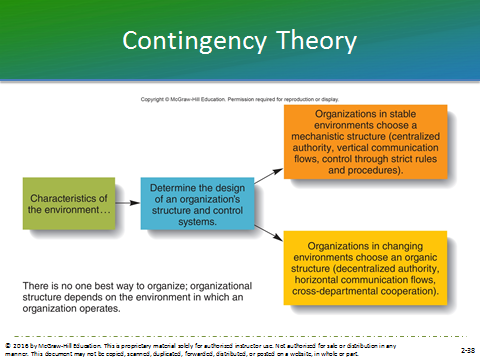 Contingency Theory
Copyright © McGraw-Hill Education. Permission required for reproduction or display.
Organizations in stable
environments choose a
mechanistic structure (centralized
authority, vertical communication
flows, control through strict rules
and procedures).
Characteristics of
the environment…
Determine the design
of an organization's
structure and control
systems.
Organizations in changing
environments choose an organic
structure (decentralized authority,
horizontal communication flows,
cross-departmental cooperation).
There is no one best way to organize; organizational
structure depends on the environment in which an
organization operates.
© 2016 by McGraw-Hill Education. This is proprietary material solely for authorized instructor use. Not authorized for sale or distribution in any
manner. This document may not be copied, scanned, duplicated, forwarded, distributed, or posted on a website, in whole or part.
2-38